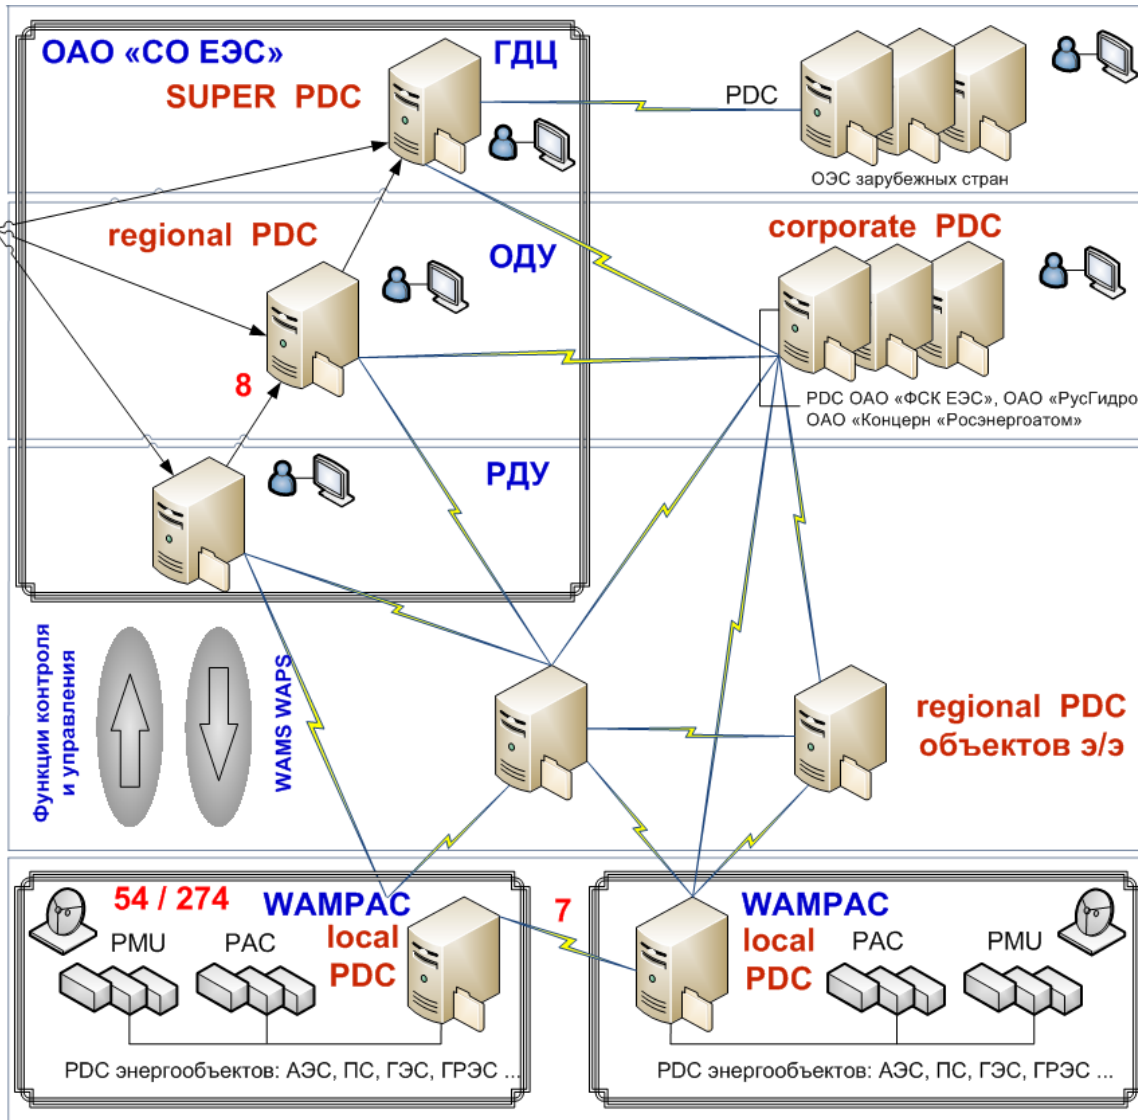 ОАО «СО ЕЭС»
ГДЦ
SUPER PDC
PDC
ОЭС зарубежных стран
regional PDC
ОДУ
corporate PDC
8
PDC ОАО «ФСК ЕЭС», ОАО «РусГидро
ОАО «Концерн «Росэнергоатом»
РДУ
Функции контроля
и управления
WAMS WAPS
regional PDC
объектов э/э
54 / 274
WAMPAC
local
PDC
PMU
PAC
PDC энергообъектов: АЭС, ПС, ГЭС, ГРЭС ...
7
WAMPAC
local
PDC
PAC
PMU
PDC энергообъектов: АЭС, ПС, ГЭС, ГРЭС ...